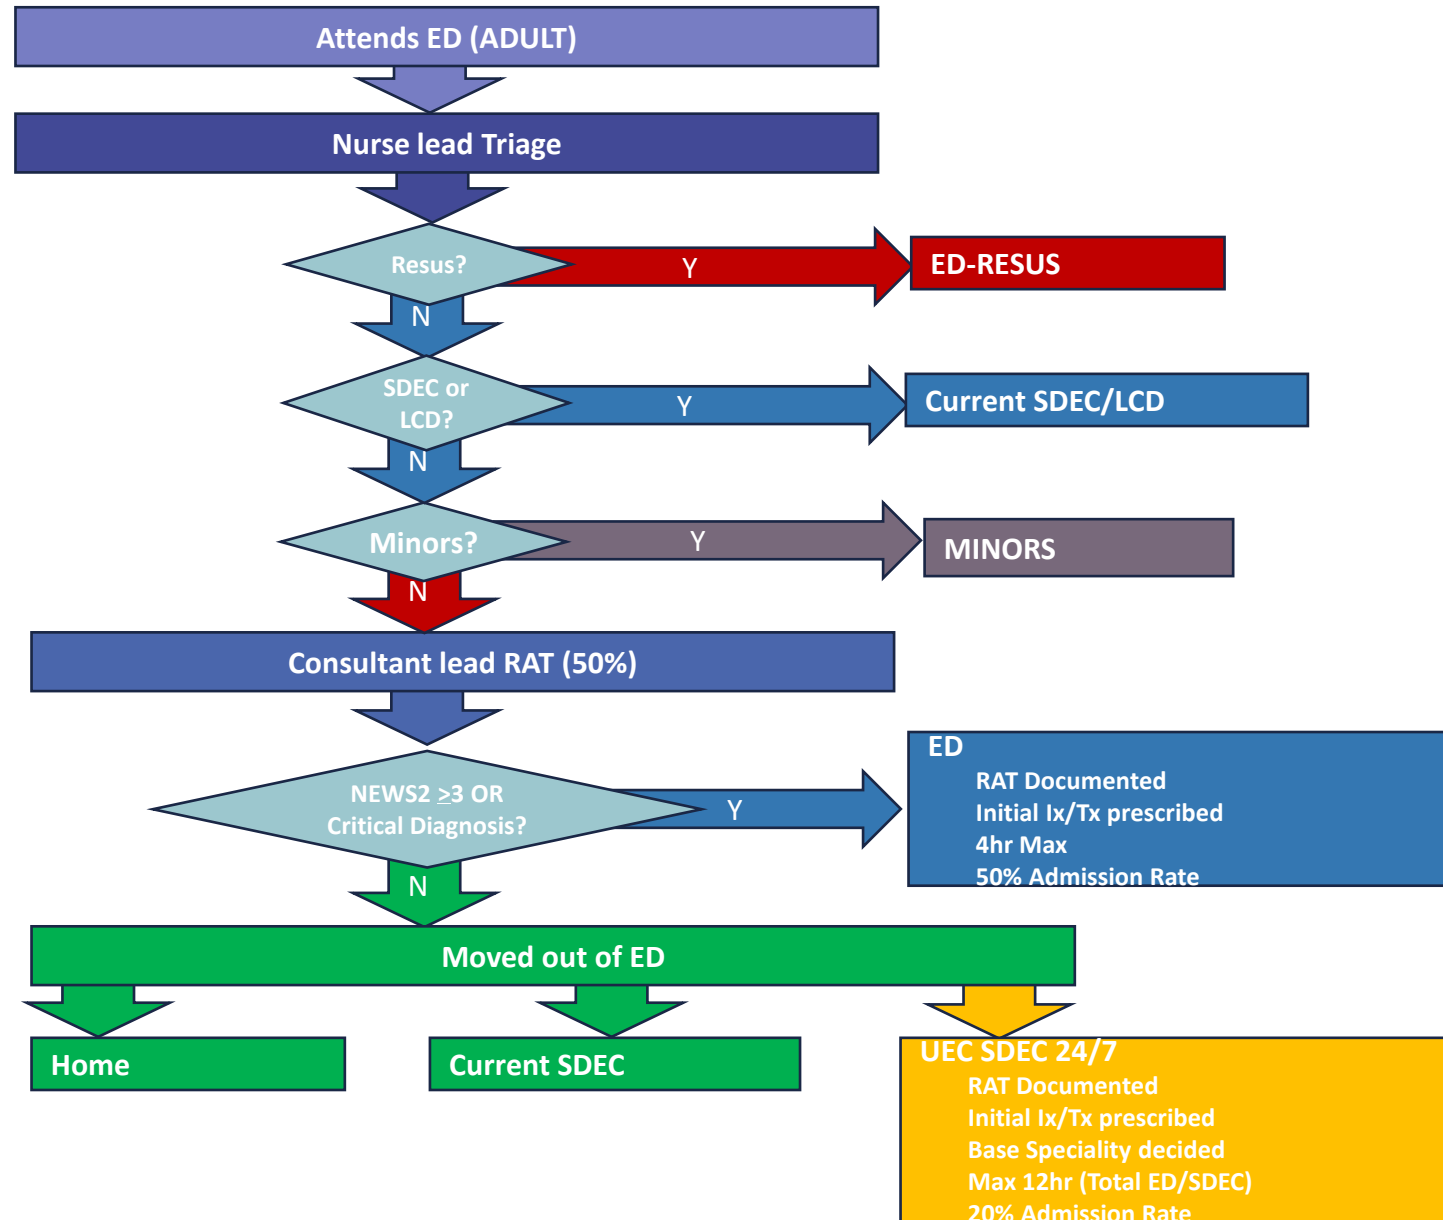 Attends ED (ADULT)
Nurse lead Triage
Resus?
Y
ED-RESUS
N
SDEC or
LCD?
Y
Current SDEC/LCD
N
Minors?
Y
MINORS
N
Consultant lead RAT (50%)
NEWS2 ≥3 OR
Critical Diagnosis?
Y
ED
RAT Documented
Initial Ix/Tx prescribed
4hr Max
50% Admission Rate
N
Moved out of ED
Home
Current SDEC
UEC SDEC 24/7
RAT Documented
Initial Ix/Tx prescribed
Base Speciality decided
Max 12hr (Total ED/SDEC)
20% Admission Rate